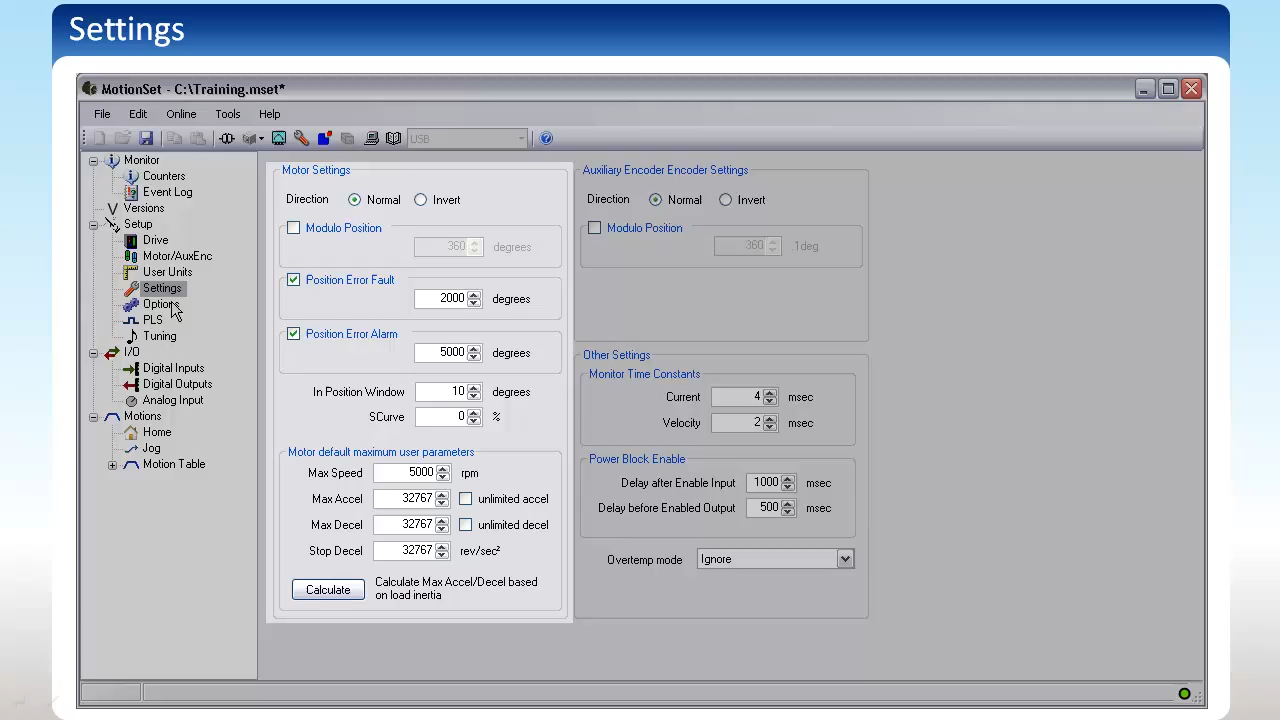 Settings
MotionSet - C:\Training.mset*
File Edit Online Tools Help
USB
Monitor
Counters
Event Log
Versions
Setup
Drive
Motor/AuxEnc
User Units
Settings
Options
PLS
Tuning
I/O
Digital Inputs
Digital Outputs
Analog Input
Motions
Home
Jog
Motion Table
Motor Settings
Direction Normal Invert
Modulo Position
360 degrees
Position Error Fault
2000 degrees
Position Error Alarm
5000 degrees
In Position Window 10 degrees
SCurve 0 %
Motor default maximum user parameters
Max Speed 5000 rpm
Max Accel 32767 unlimited accel
Max Decel 32767 unlimited decel
Stop Decel 32767 rev/sec²
Calculate Calculate Max Accel/Decel based
on load inertia
Auxiliary Encoder Encoder Settings
Direction Normal Invert
Modulo Position
360 .1deg
Other Settings
Monitor Time Constants
Current 4 msec
Velocity 2 msec
Power Block Enable
Delay after Enable Input 1000 msec
Delay before Enabled Output 500 msec
Overtemp mode Ignore